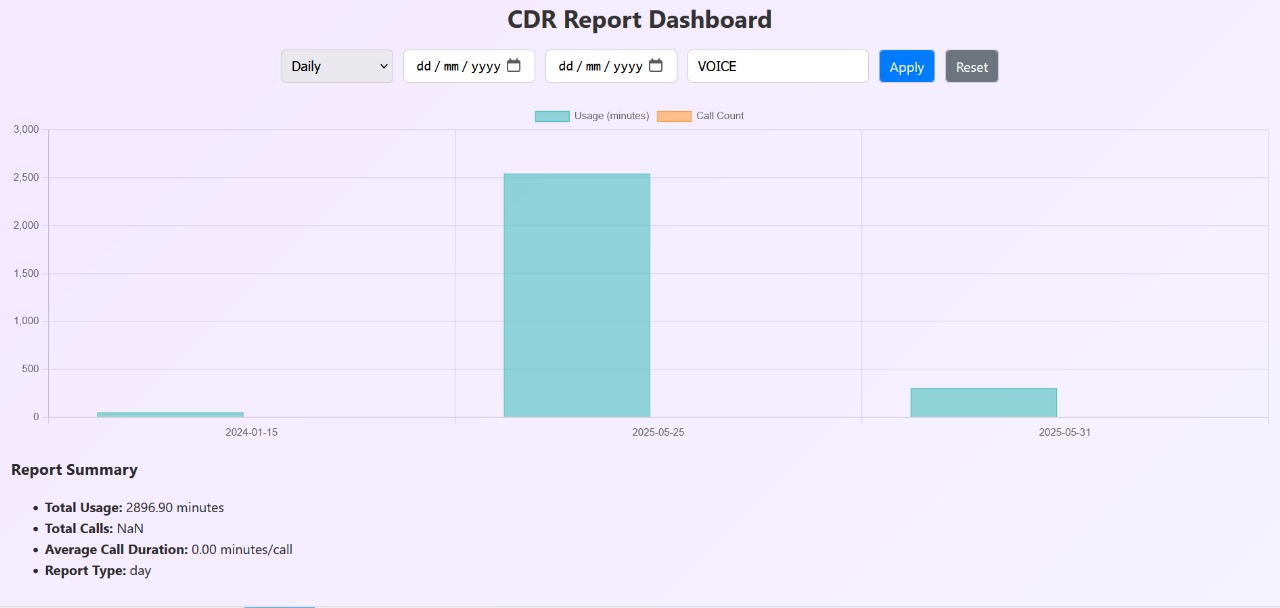 CDR Report Dashboard
Daily dd / mm / yyyy dd / mm / yyyy VOICE Apply Reset
Usage (minutes) Call Count
3,000
2,500
2,000
1,500
1,000
500
0
2024-01-15 2025-05-25 2025-05-31
Report Summary
• Total Usage: 2896.90 minutes
• Total Calls: NaN
• Average Call Duration: 0.00 minutes/call
• Report Type: day